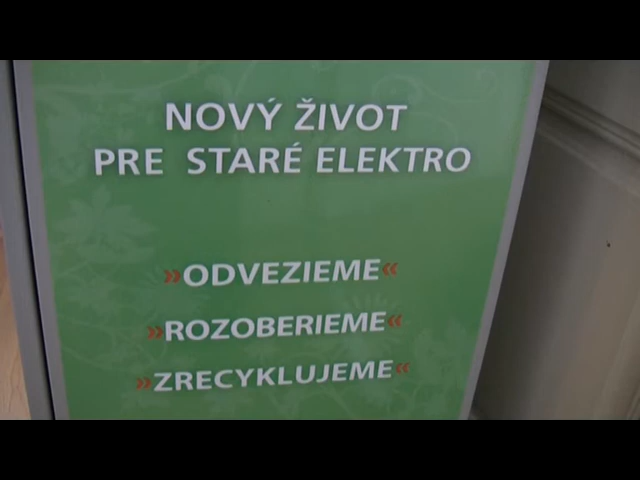 NOVÝ ŽIVOT
PRE STARÉ ELEKTRO
»ODVEZIEME«
»ROZOBERIEME«
»ZRECYKLUJEME«